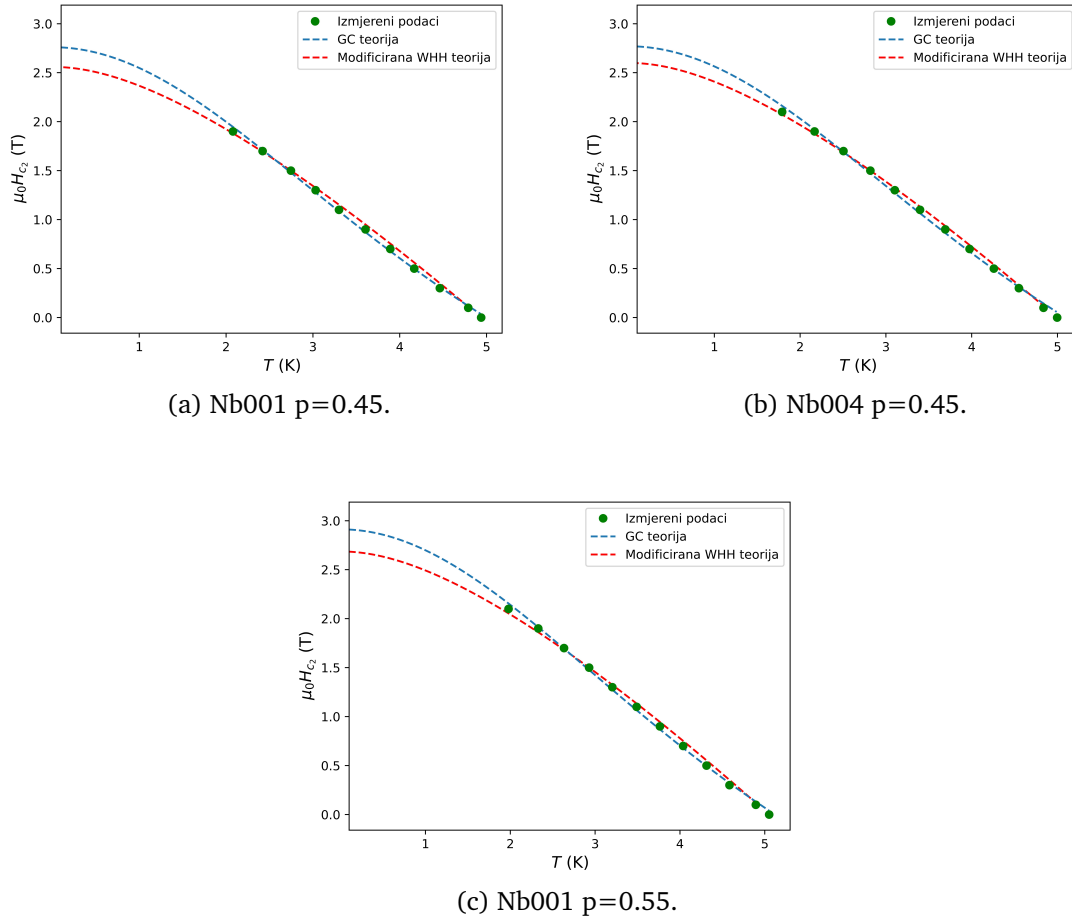 3.0
2.5
2.0
1.5
1.0
0.5
0.0
μ₀H_c₂ (T)
1 2 3 4 5
T (K)
Izmjereni podaci
GC teorija
Modificirana WHH teorija
(a) Nb001 p=0.45.
3.0
2.5
2.0
1.5
1.0
0.5
0.0
μ₀H_c₂ (T)
1 2 3 4 5
T (K)
Izmjereni podaci
GC teorija
Modificirana WHH teorija
(b) Nb004 p=0.45.
3.0
2.5
2.0
1.5
1.0
0.5
0.0
μ₀H_c₂ (T)
1 2 3 4 5
T (K)
Izmjereni podaci
GC teorija
Modificirana WHH teorija
(c) Nb001 p=0.55.